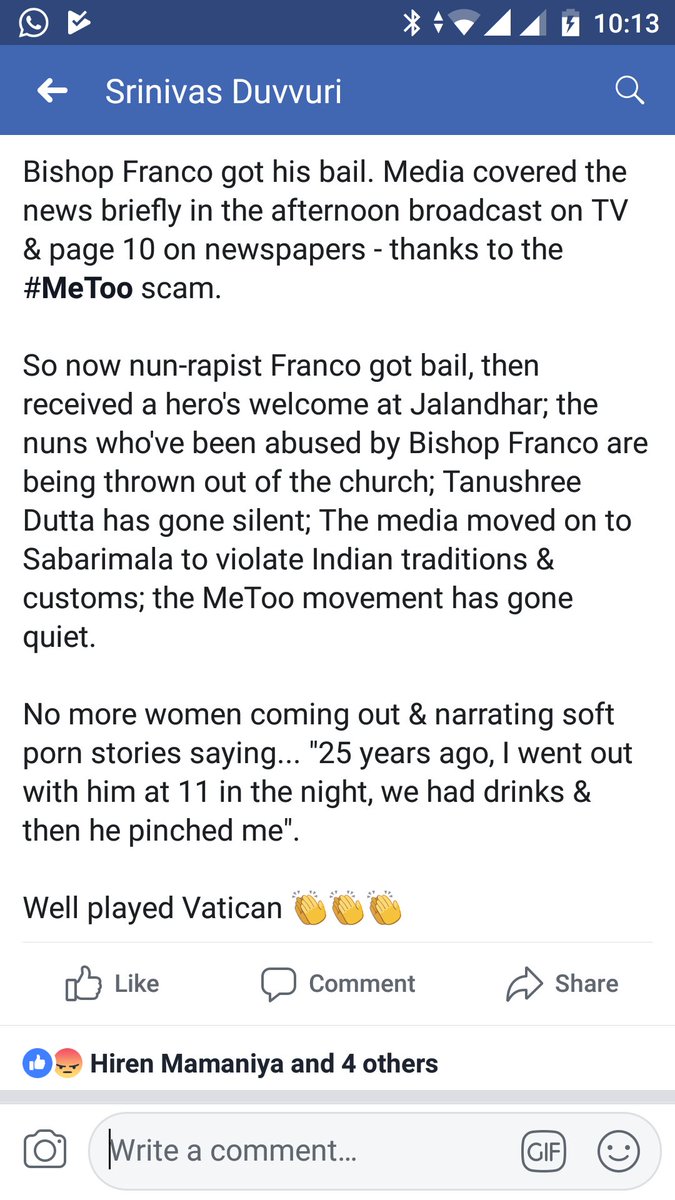 10:13
Srinivas Duvvuri
Bishop Franco got his bail. Media covered the
news briefly in the afternoon broadcast on TV
& page 10 on newspapers - thanks to the
#MeToo scam.
So now nun-rapist Franco got bail, then
received a hero's welcome at Jalandhar; the
nuns who've been abused by Bishop Franco are
being thrown out of the church; Tanushree
Dutta has gone silent; The media moved on to
Sabarimala to violate Indian traditions &
customs; the MeToo movement has gone
quiet.
No more women coming out & narrating soft
porn stories saying... "25 years ago, I went out
with him at 11 in the night, we had drinks &
then he pinched me".
Well played Vatican 👏👏👏
Like Comment Share
Hiren Mamaniya and 4 others
Write a comment... GIF